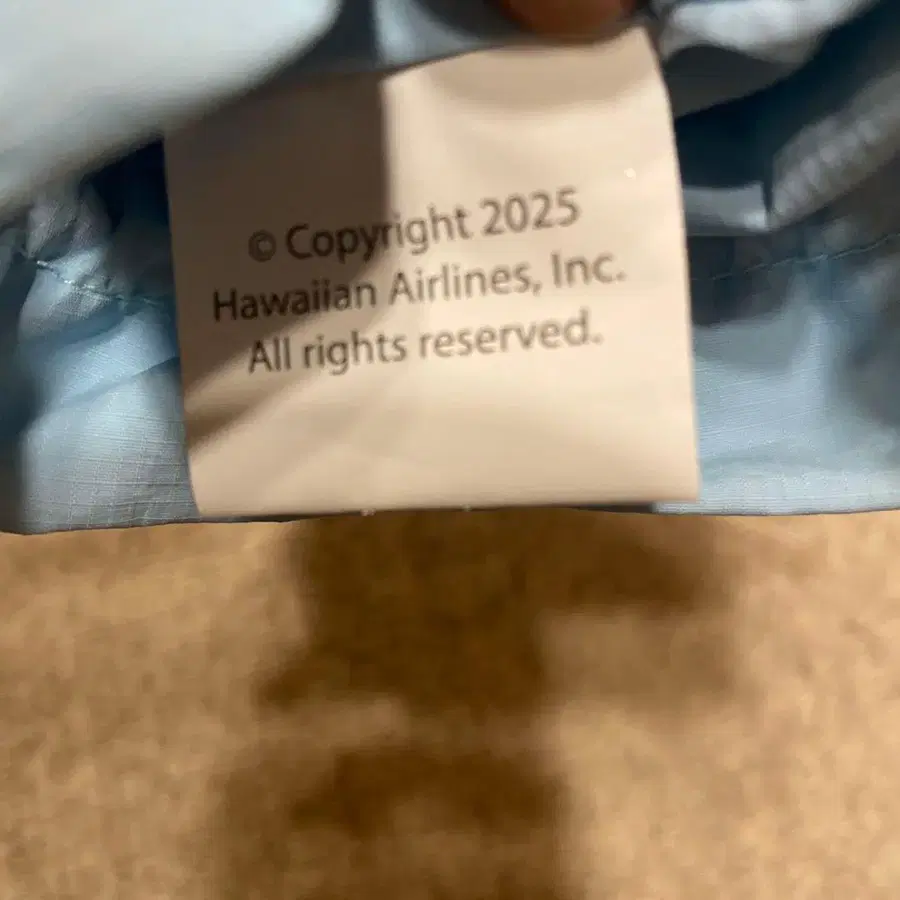 © Copyright 2025
Hawaiian Airlines, Inc.
All rights reserved.